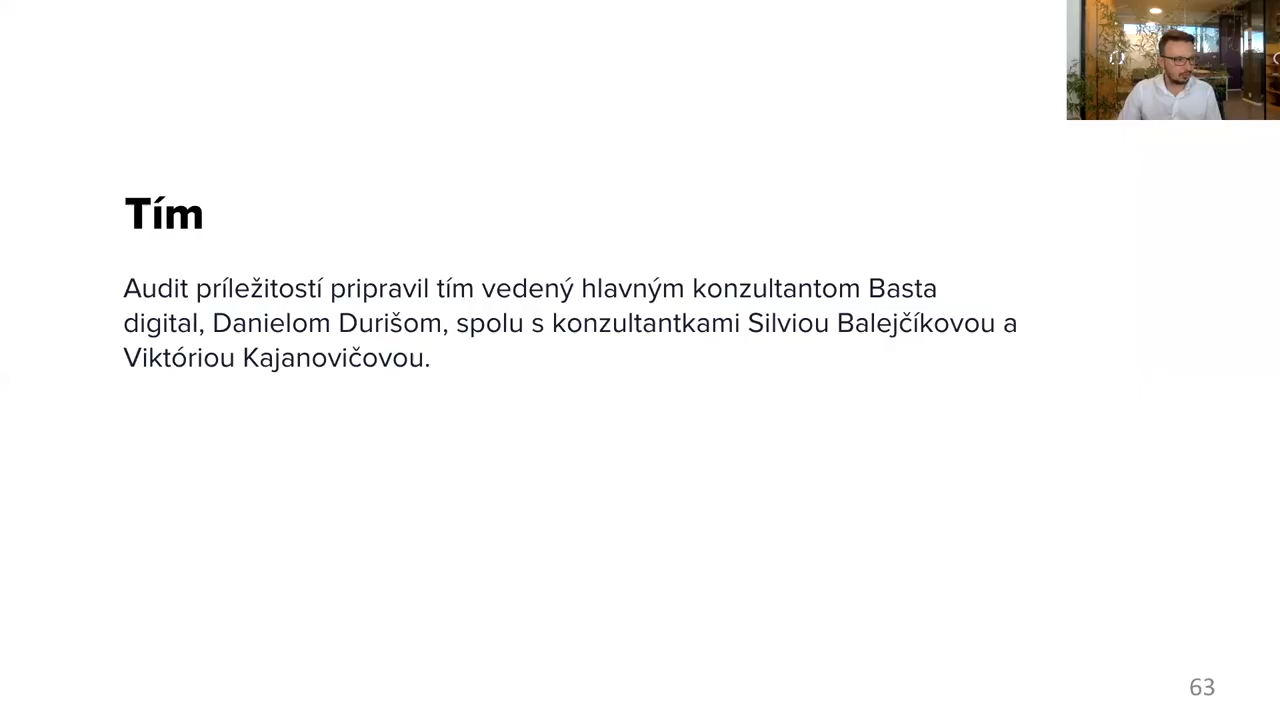 Tím
Audit príležitostí pripravil tím vedený hlavným konzultantom Basta
digital, Danielom Durišom, spolu s konzultantkami Silviou Balejčíkovou a
Viktóriou Kajanovičovou.
63